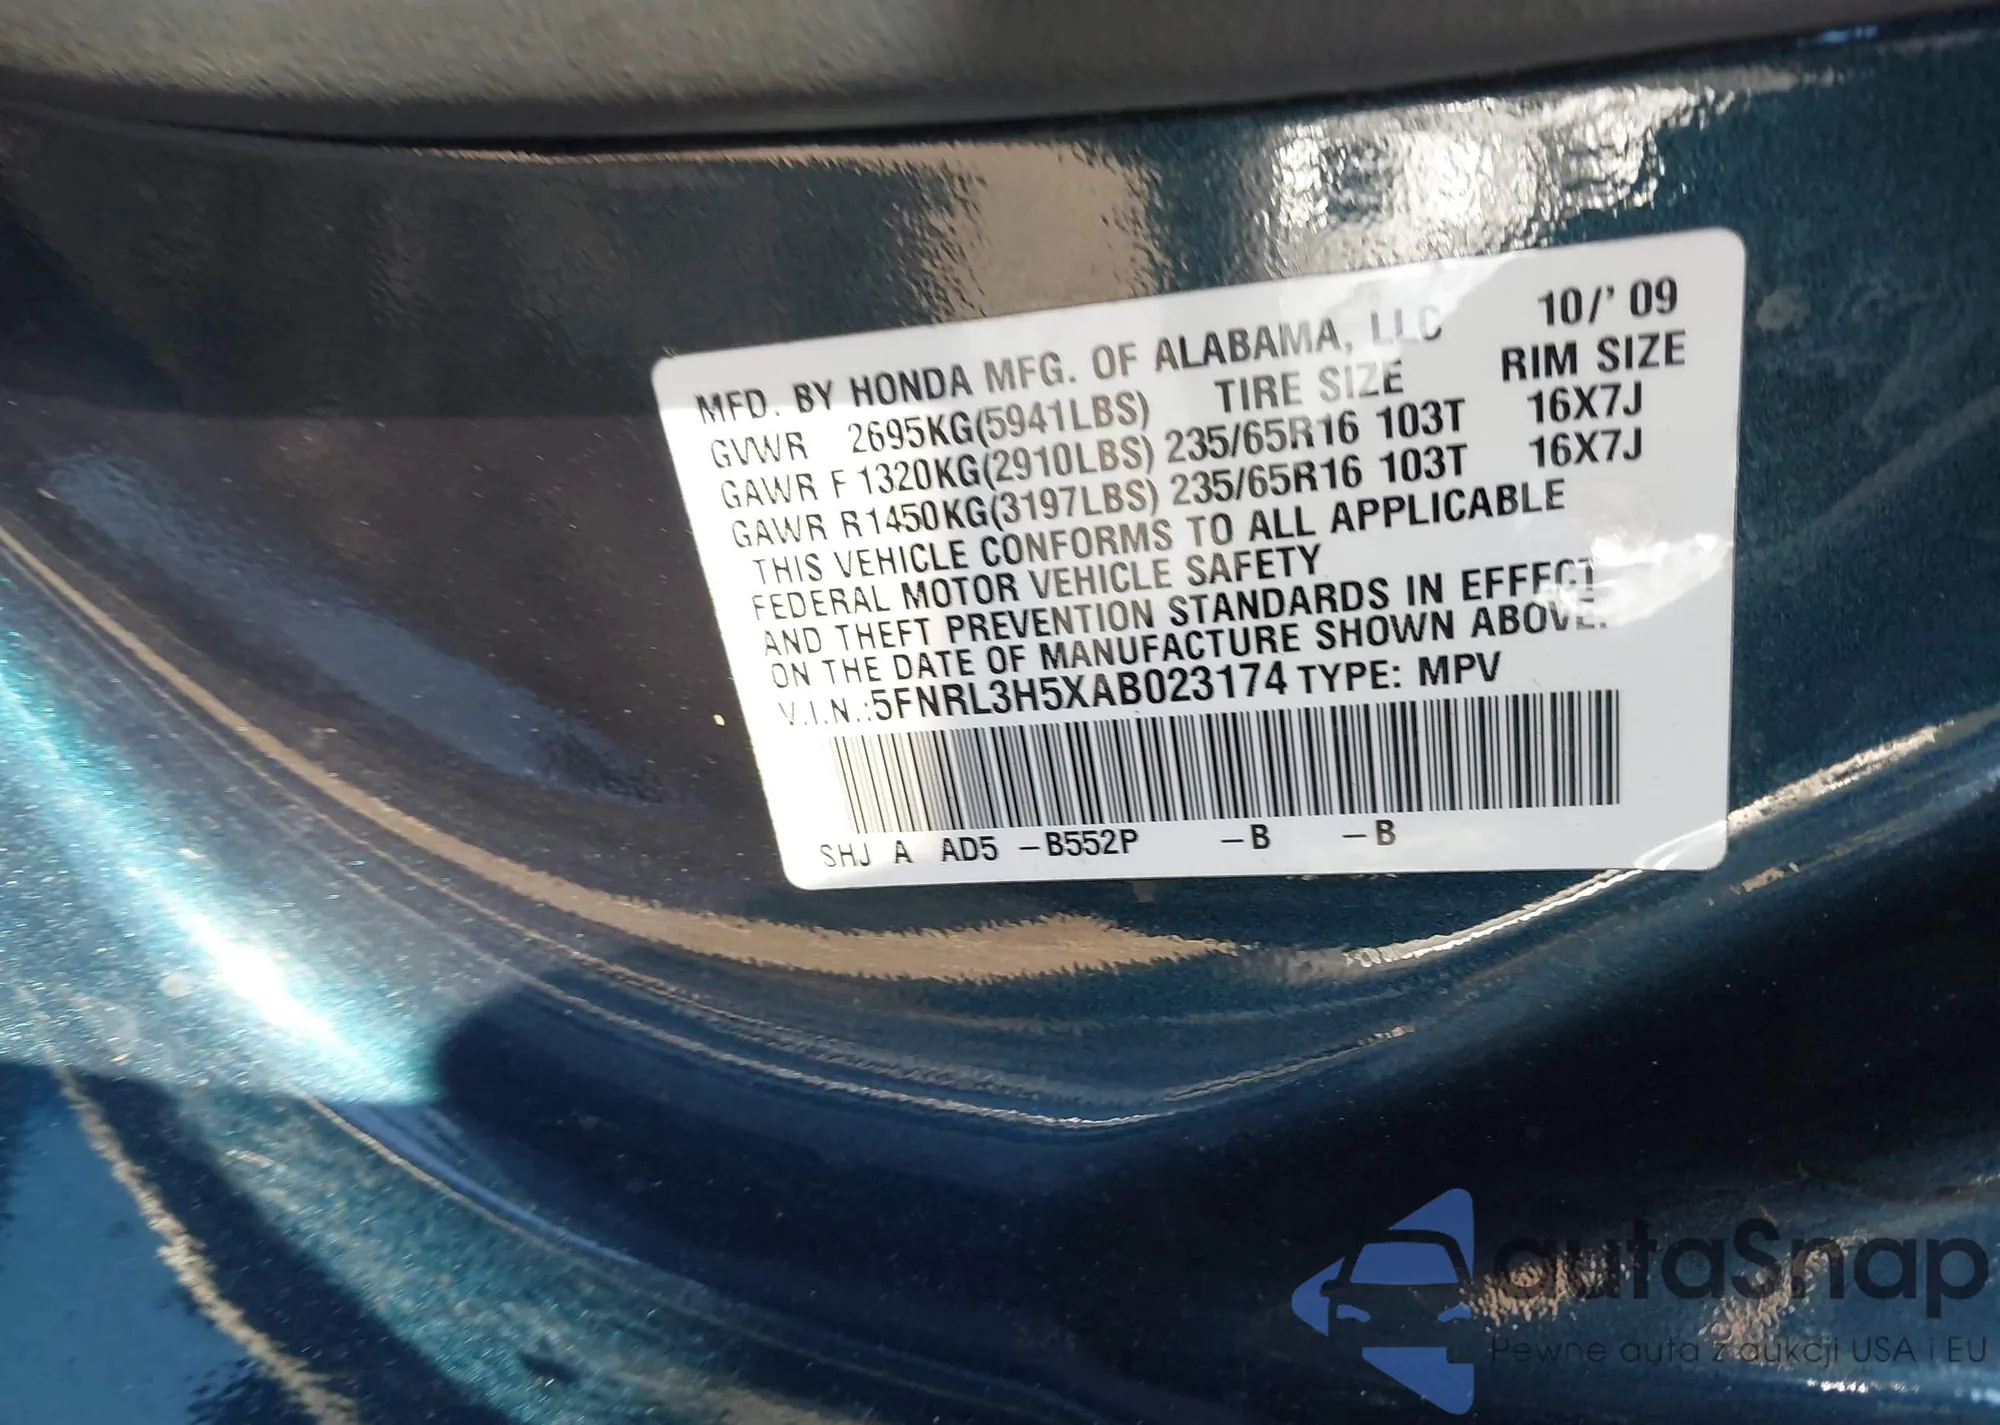 MFD. BY HONDA MFG. OF ALABAMA, LLC 10/' 09
GVWR 2695KG(5941LBS) TIRE SIZE RIM SIZE
GAWR F 1320KG(2910LBS) 235/65R16 103T 16X7J
GAWR R1450KG(3197LBS) 235/65R16 103T 16X7J
THIS VEHICLE CONFORMS TO ALL APPLICABLE
FEDERAL MOTOR VEHICLE SAFETY
AND THEFT PREVENTION STANDARDS IN EFFECT
ON THE DATE OF MANUFACTURE SHOWN ABOVE.
V.I.N.:5FNRL3H5XAB023174 TYPE: MPV
SHJ A AD5 -B552P -B -B
autaSnap
Pewne auta z aukcji USA i EU